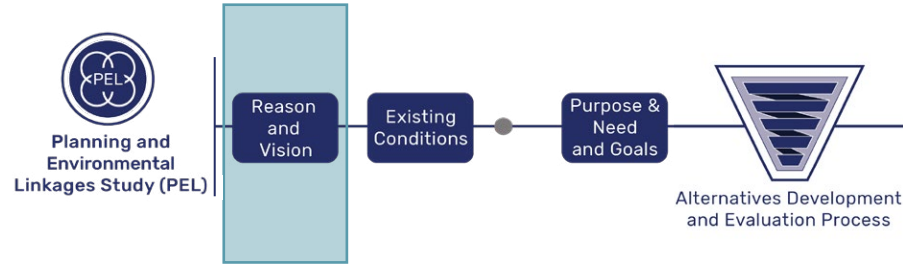 PEL
Planning and
Environmental
Linkages Study (PEL)
Reason
and
Vision
Existing
Conditions
Purpose &
Need
and Goals
Alternatives Development
and Evaluation Process